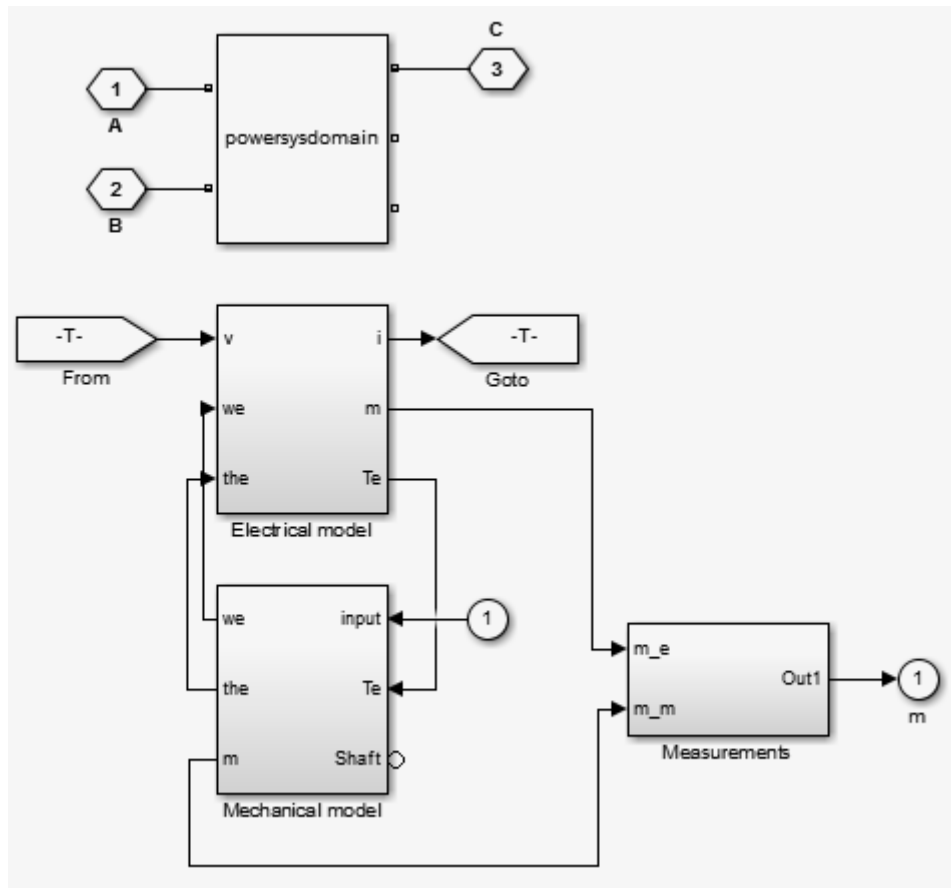 C
1
3
A
powersysdomain
2
B
-T-
v
i
-T-
From
Goto
we
m
the
Te
Electrical model
we
input
1
m_e
the
Te
Out1
1
m_m
m
m
Shaft
Measurements
Mechanical model